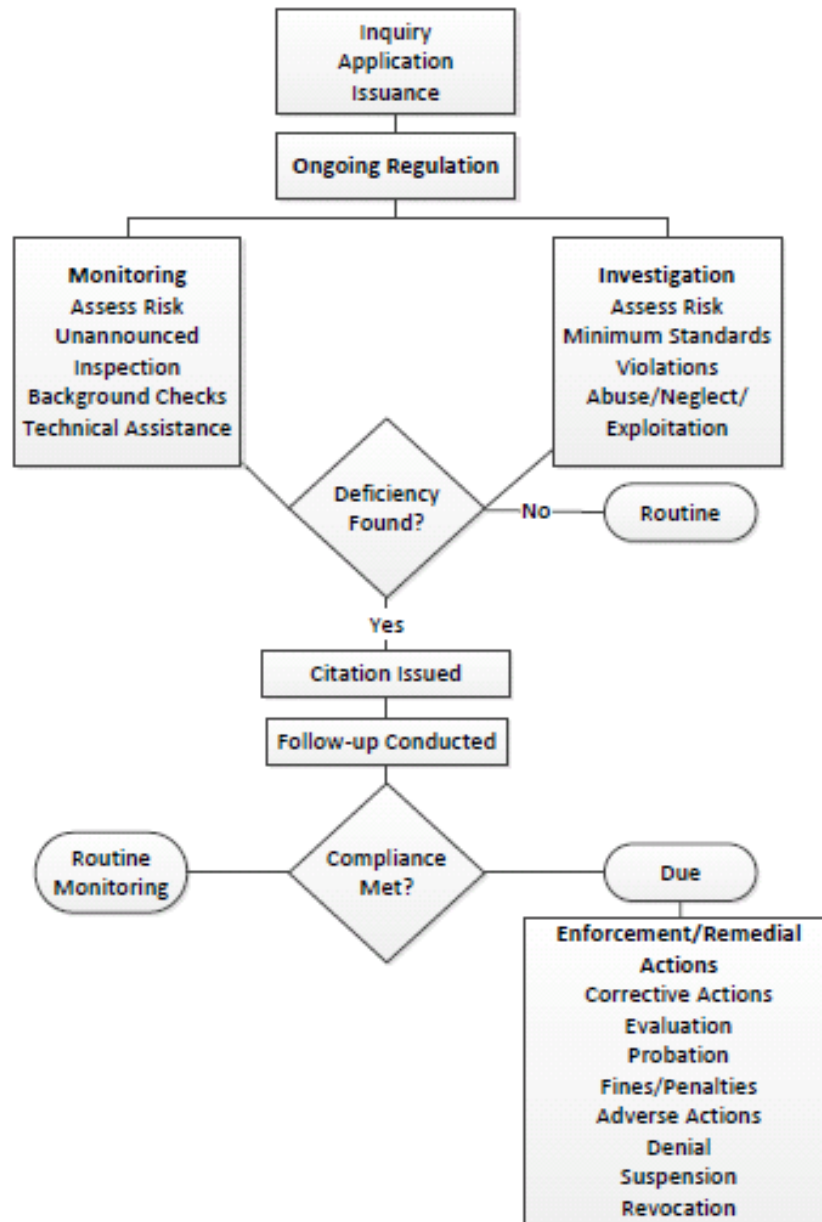 Inquiry
Application
Issuance
Ongoing Regulation
Monitoring
Assess Risk
Unannounced
Inspection
Background Checks
Technical Assistance
Investigation
Assess Risk
Minimum Standards
Violations
Abuse/Neglect/
Exploitation
Deficiency
Found?
No
Routine
Yes
Citation Issued
Follow-up Conducted
Routine
Monitoring
Compliance
Met?
Due
Enforcement/Remedial
Actions
Corrective Actions
Evaluation
Probation
Fines/Penalties
Adverse Actions
Denial
Suspension
Revocation